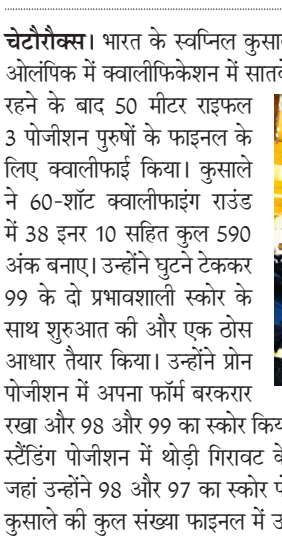 चेटौरोक्स। भारत के स्वप्निल
ओलंपिक में क्वालीफिकेशन में
रहने के बाद 50 मीटर राइफल
3 पोजीशन पुरुषों के फाइनल के
लिए क्वालीफाई किया। कुसाले
ने 60-शॉट क्वालीफाइंग राउंड
में 38 इनर 10 सहित कुल 590
अंक बनाए। उन्होंने घुटने टेककर
99 के दो प्रभावशाली स्कोर के
साथ शुरुआत की और एक ठोस
आधार तैयार किया। उन्होंने प्रोन
पोजीशन में अपना फॉर्म बरकरार
रखा और 98 और 99 का स्कोर
स्टैंडिंग पोजीशन में थोड़ी गिरावट
जहां उन्होंने 98 और 97 का स्कोर
कुसाले की कुल संख्या फाइनल में